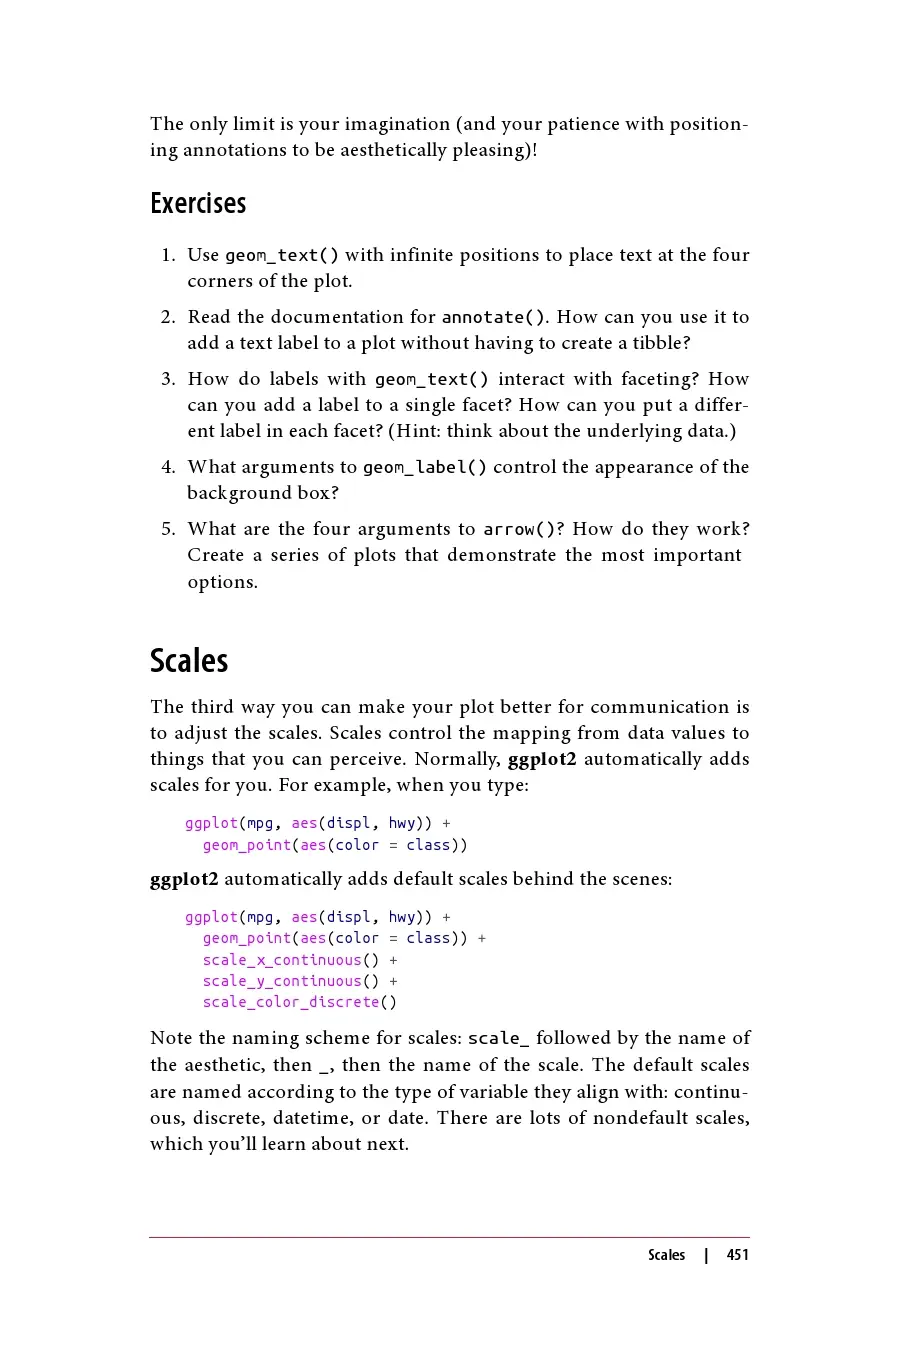 The only limit is your imagination (and your patience with position-
ing annotations to be aesthetically pleasing)!
Exercises
1. Use geom_text() with infinite positions to place text at the four
corners of the plot.
2. Read the documentation for annotate(). How can you use it to
add a text label to a plot without having to create a tibble?
3. How do labels with geom_text() interact with faceting? How
can you add a label to a single facet? How can you put a differ-
ent label in each facet? (Hint: think about the underlying data.)
4. What arguments to geom_label() control the appearance of the
background box?
5. What are the four arguments to arrow()? How do they work?
Create a series of plots that demonstrate the most important
options.
Scales
The third way you can make your plot better for communication is
to adjust the scales. Scales control the mapping from data values to
things that you can perceive. Normally, ggplot2 automatically adds
scales for you. For example, when you type:
ggplot(mpg, aes(displ, hwy)) +
  geom_point(aes(color = class))
ggplot2 automatically adds default scales behind the scenes:
ggplot(mpg, aes(displ, hwy)) +
  geom_point(aes(color = class)) +
  scale_x_continuous() +
  scale_y_continuous() +
  scale_color_discrete()
Note the naming scheme for scales: scale_ followed by the name of
the aesthetic, then _, then the name of the scale. The default scales
are named according to the type of variable they align with: continu-
ous, discrete, datetime, or date. There are lots of nondefault scales,
which you’ll learn about next.
Scales | 451